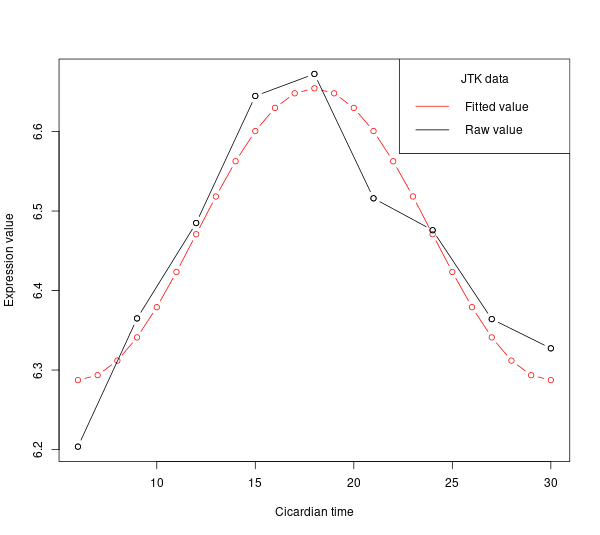 JTK data
Fitted value
Raw value
Expression value
6.6
6.5
6.4
6.3
6.2
10 15 20 25 30
Cicardian time